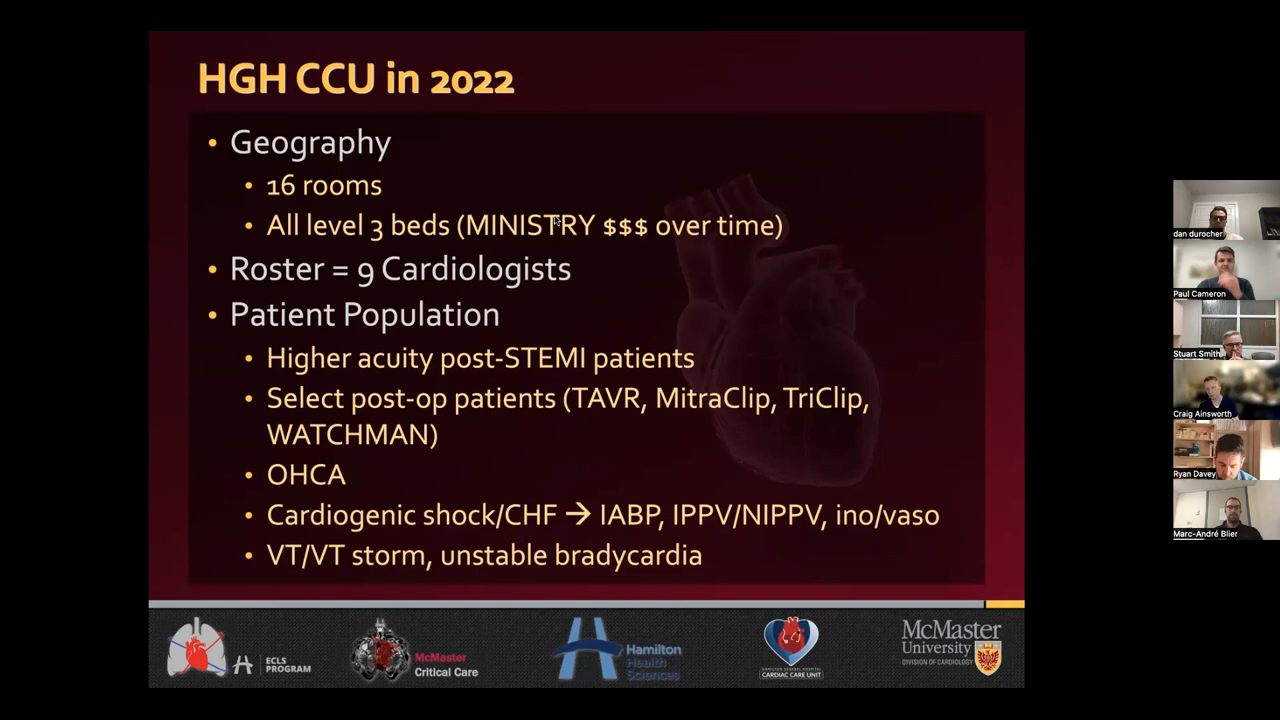 HGH CCU in 2022
• Geography
• 16 rooms
• All level 3 beds (MINISTRY $$$ over time)
• Roster = 9 Cardiologists
• Patient Population
• Higher acuity post-STEMI patients
• Select post-op patients (TAVR, MitraClip, TriClip,
WATCHMAN)
• OHCA
• Cardiogenic shock/CHF → IABP, IPPV/NIPPV, ino/vaso
• VT/VT storm, unstable bradycardia
ECLS
PROGRAM
McMaster
Critical Care
Hamilton
Health
Sciences
HAMILTON GENERAL HOSPITAL
CARDIAC CARE UNIT
McMaster
University
DIVISION OF CARDIOLOGY
dan durocher
Paul Cameron
Stuart Smith
Craig Ainsworth
Ryan Davey
Marc-André Blier